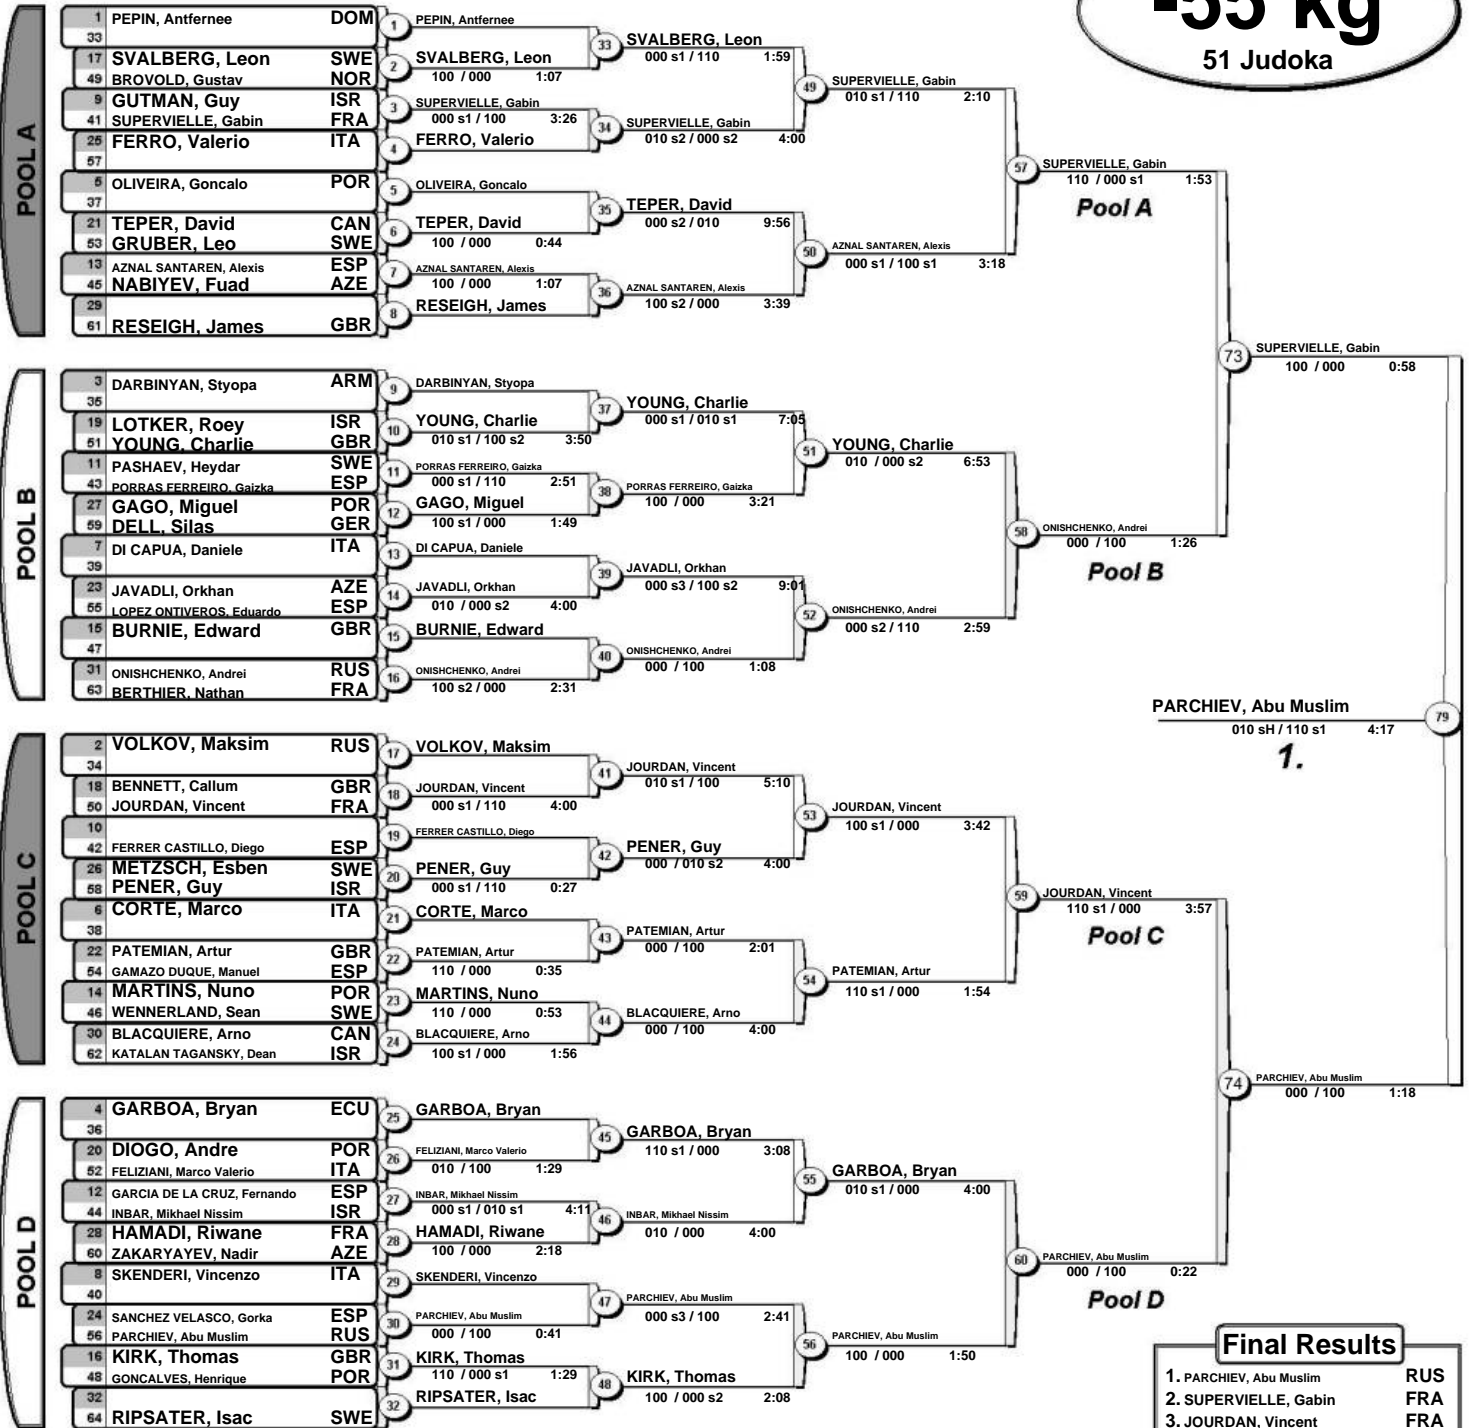 -55 kg
51 Judoka
POOL A
1 PEPIN, Antfernee DOM
33
17 SVALBERG, Leon SWE
49 BROVOLD, Gustav NOR
9 GUTMAN, Guy ISR
41 SUPERVIELLE, Gabin FRA
25 FERRO, Valerio ITA
57
5 OLIVEIRA, Goncalo POR
37
21 TEPER, David CAN
53 GRUBER, Leo SWE
13 AZNAL SANTAREN, Alexis ESP
45 NABIYEV, Fuad AZE
29
61 RESEIGH, James GBR
1 PEPIN, Antfernee
2 SVALBERG, Leon
100 / 000 1:07
3 SUPERVIELLE, Gabin
000 s1 / 100 3:26
4 FERRO, Valerio
5 OLIVEIRA, Goncalo
6 TEPER, David
100 / 000 0:44
7 AZNAL SANTAREN, Alexis
100 / 000 1:07
8 RESEIGH, James
33 SVALBERG, Leon
000 s1 / 110 1:59
34 SUPERVIELLE, Gabin
010 s2 / 000 s2 4:00
35 TEPER, David
000 s2 / 010 9:56
36 AZNAL SANTAREN, Alexis
100 s2 / 000 3:39
49 SUPERVIELLE, Gabin
010 s1 / 110 2:10
50 AZNAL SANTAREN, Alexis
000 s1 / 100 s1 3:18
57 SUPERVIELLE, Gabin
110 / 000 s1 1:53
Pool A
POOL B
3 DARBINYAN, Styopa ARM
35
19 LOTKER, Roey ISR
51 YOUNG, Charlie GBR
11 PASHAEV, Heydar SWE
43 PORRAS FERREIRO, Gaizka ESP
27 GAGO, Miguel POR
59 DELL, Silas GER
7 DI CAPUA, Daniele ITA
39
23 JAVADLI, Orkhan AZE
55 LOPEZ ONTIVEROS, Eduardo ESP
15 BURNIE, Edward GBR
47
31 ONISHCHENKO, Andrei RUS
63 BERTHIER, Nathan FRA
9 DARBINYAN, Styopa
10 YOUNG, Charlie
010 s1 / 100 s2 3:50
11 PORRAS FERREIRO, Gaizka
000 s1 / 110 2:51
12 GAGO, Miguel
100 s1 / 000 1:49
13 DI CAPUA, Daniele
14 JAVADLI, Orkhan
010 / 000 s2 4:00
15 BURNIE, Edward
16 ONISHCHENKO, Andrei
100 s2 / 000 2:31
37 YOUNG, Charlie
000 s1 / 010 s1 7:05
38 PORRAS FERREIRO, Gaizka
100 / 000 3:21
39 JAVADLI, Orkhan
000 s3 / 100 s2 9:01
40 ONISHCHENKO, Andrei
000 / 100 1:08
51 YOUNG, Charlie
010 / 000 s2 6:53
52 ONISHCHENKO, Andrei
000 s2 / 110 2:59
58 ONISHCHENKO, Andrei
000 / 100 1:26
Pool B
73 SUPERVIELLE, Gabin
100 / 000 0:58
PARCHIEV, Abu Muslim 79
010 sH / 110 s1 4:17
1.
POOL C
2 VOLKOV, Maksim RUS
34
18 BENNETT, Callum GBR
50 JOURDAN, Vincent FRA
10
42 FERRER CASTILLO, Diego ESP
26 METZSCH, Esben SWE
58 PENER, Guy ISR
6 CORTE, Marco ITA
38
22 PATEMIAN, Artur GBR
54 GAMAZO DUQUE, Manuel ESP
14 MARTINS, Nuno POR
46 WENNERLAND, Sean SWE
30 BLACQUIERE, Arno CAN
62 KATALAN TAGANSKY, Dean ISR
17 VOLKOV, Maksim
18 JOURDAN, Vincent
000 s1 / 110 4:00
19 FERRER CASTILLO, Diego
20 PENER, Guy
000 s1 / 110 0:27
21 CORTE, Marco
22 PATEMIAN, Artur
110 / 000 0:35
23 MARTINS, Nuno
110 / 000 0:53
24 BLACQUIERE, Arno
100 s1 / 000 1:56
41 JOURDAN, Vincent
010 s1 / 100 5:10
42 PENER, Guy
000 / 010 s2 4:00
43 PATEMIAN, Artur
000 / 100 2:01
44 BLACQUIERE, Arno
000 / 100 4:00
53 JOURDAN, Vincent
100 s1 / 000 3:42
54 PATEMIAN, Artur
110 s1 / 000 1:54
59 JOURDAN, Vincent
110 s1 / 000 3:57
Pool C
POOL D
4 GARBOA, Bryan ECU
36
20 DIOGO, Andre POR
52 FELIZIANI, Marco Valerio ITA
12 GARCIA DE LA CRUZ, Fernando ESP
44 INBAR, Mikhael Nissim ISR
28 HAMADI, Riwane FRA
60 ZAKARYAYEV, Nadir AZE
8 SKENDERI, Vincenzo ITA
40
24 SANCHEZ VELASCO, Gorka ESP
56 PARCHIEV, Abu Muslim RUS
16 KIRK, Thomas GBR
48 GONCALVES, Henrique POR
32
64 RIPSATER, Isac SWE
25 GARBOA, Bryan
26 FELIZIANI, Marco Valerio
010 / 100 1:29
27 INBAR, Mikhael Nissim
000 s1 / 010 s1 4:11
28 HAMADI, Riwane
100 / 000 2:18
29 SKENDERI, Vincenzo
30 PARCHIEV, Abu Muslim
000 / 100 0:41
31 KIRK, Thomas
110 / 000 s1 1:29
32 RIPSATER, Isac
45 GARBOA, Bryan
110 s1 / 000 3:08
46 INBAR, Mikhael Nissim
010 / 000 4:00
47 PARCHIEV, Abu Muslim
000 s3 / 100 2:41
48 KIRK, Thomas
100 / 000 s2 2:08
55 GARBOA, Bryan
010 s1 / 000 4:00
56 PARCHIEV, Abu Muslim
100 / 000 1:50
60 PARCHIEV, Abu Muslim
000 / 100 0:22
Pool D
74 PARCHIEV, Abu Muslim
000 / 100 1:18
Final Results
1. PARCHIEV, Abu Muslim RUS
2. SUPERVIELLE, Gabin FRA
3. JOURDAN, Vincent FRA